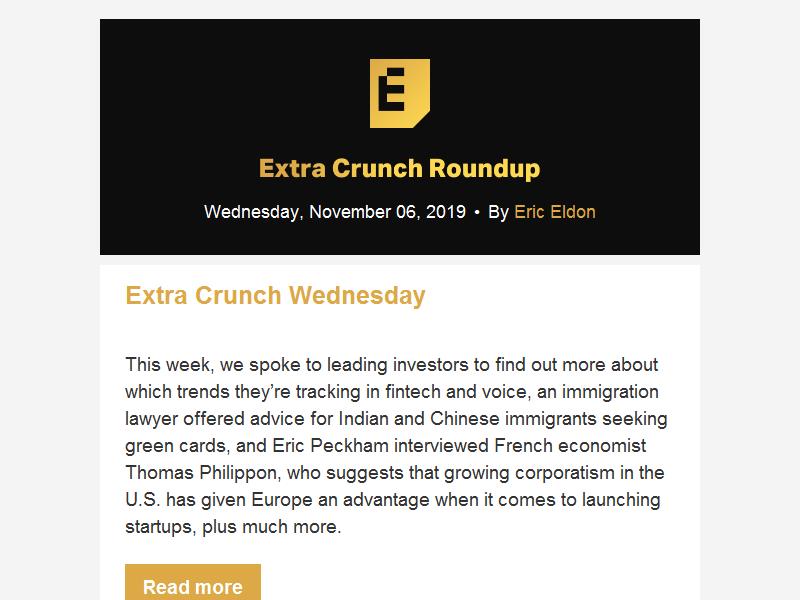 E
Extra Crunch Roundup
Wednesday, November 06, 2019 • By Eric Eldon
Extra Crunch Wednesday
This week, we spoke to leading investors to find out more about
which trends they’re tracking in fintech and voice, an immigration
lawyer offered advice for Indian and Chinese immigrants seeking
green cards, and Eric Peckham interviewed French economist
Thomas Philippon, who suggests that growing corporatism in the
U.S. has given Europe an advantage when it comes to launching
startups, plus much more.
Read more